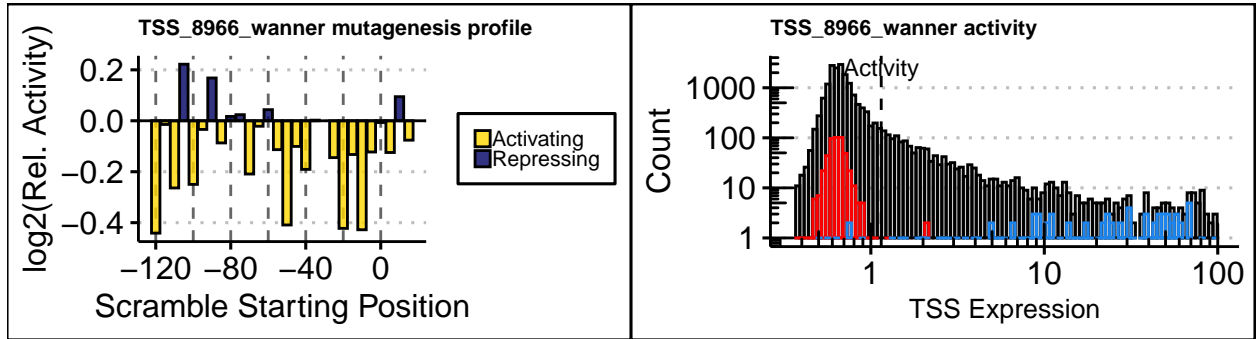 TSS_8966_wanner mutagenesis profile
log2(Rel. Activity)
0.2
0.0
−0.2
−0.4
−120
−80
−40
0
Scramble Starting Position
Activating
Repressing
TSS_8966_wanner activity
Activity
Count
1000
100
10
1
1
10
100
TSS Expression